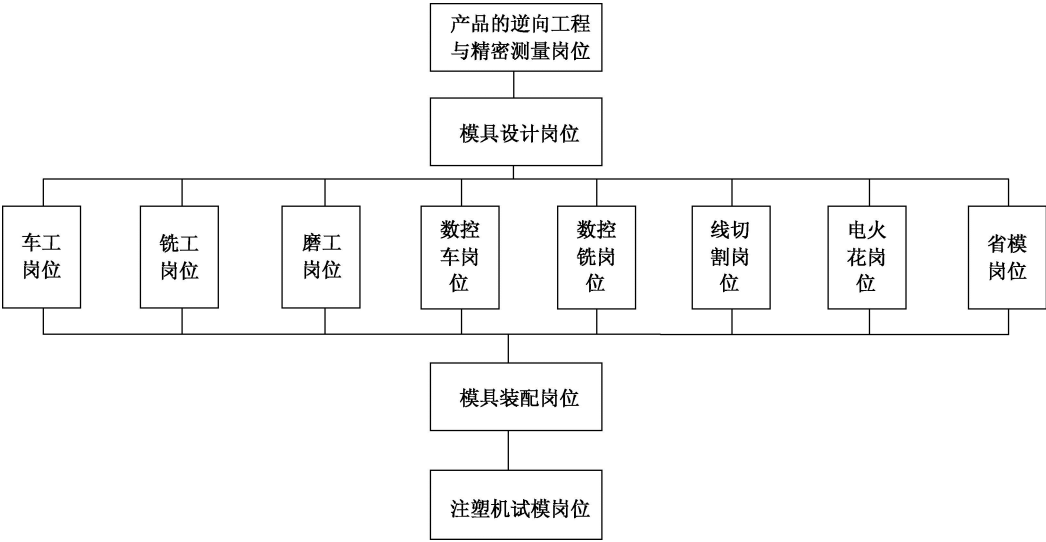 产品的逆向工程
与精密测量岗位
模具设计岗位
车工
岗位
铣工
岗位
磨工
岗位
数控
车岗
位
数控
铣岗
位
线切
割岗
位
电火
花岗
位
省模
岗位
模具装配岗位
注塑机试模岗位